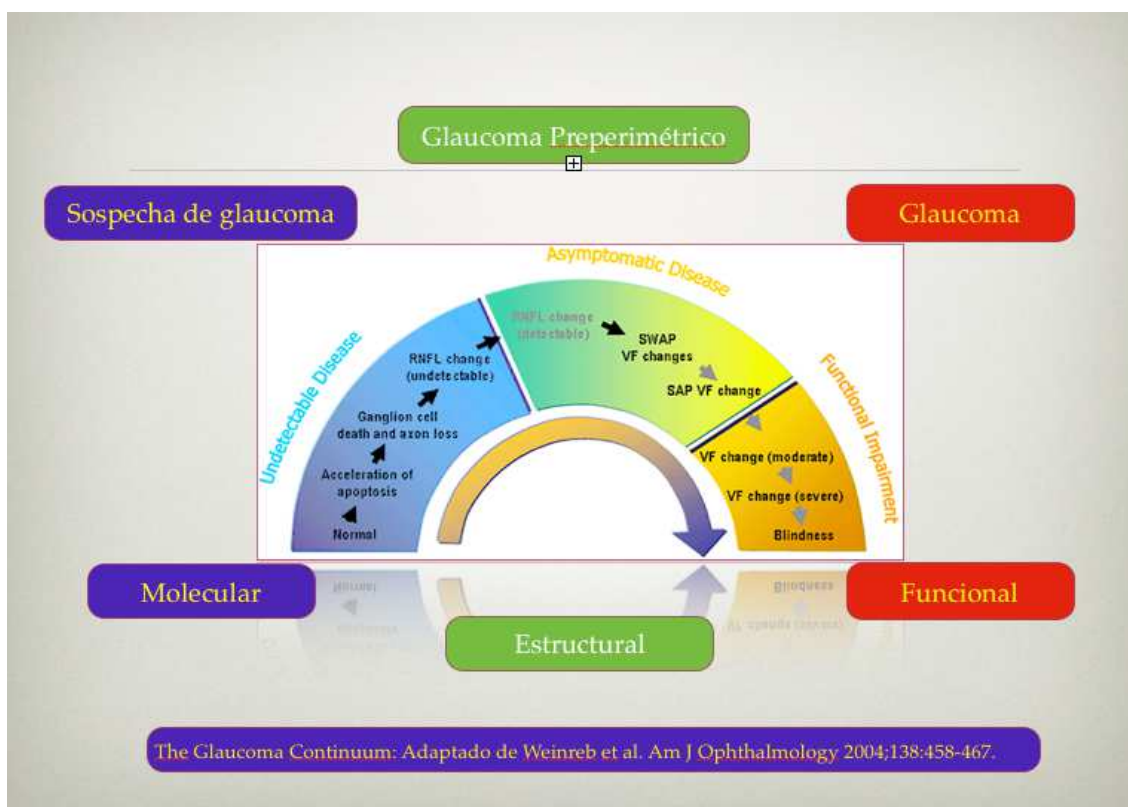 Glaucoma Preperimétrico
Sospecha de glaucoma
Glaucoma
Asymptomatic Disease
Undetectable Disease
Functional Impairment
Normal
Acceleration of
apoptosis
Ganglion cell
death and axon loss
RNFL change
(undetectable)
RNFL change
(detectable)
SWAP
VF changes
SAP VF change
VF change (moderate)
VF change (severe)
Blindness
Molecular
Funcional
Estructural
The Glaucoma Continuum: Adaptado de Weinreb et al. Am J Ophthalmology 2004;138:458-467.